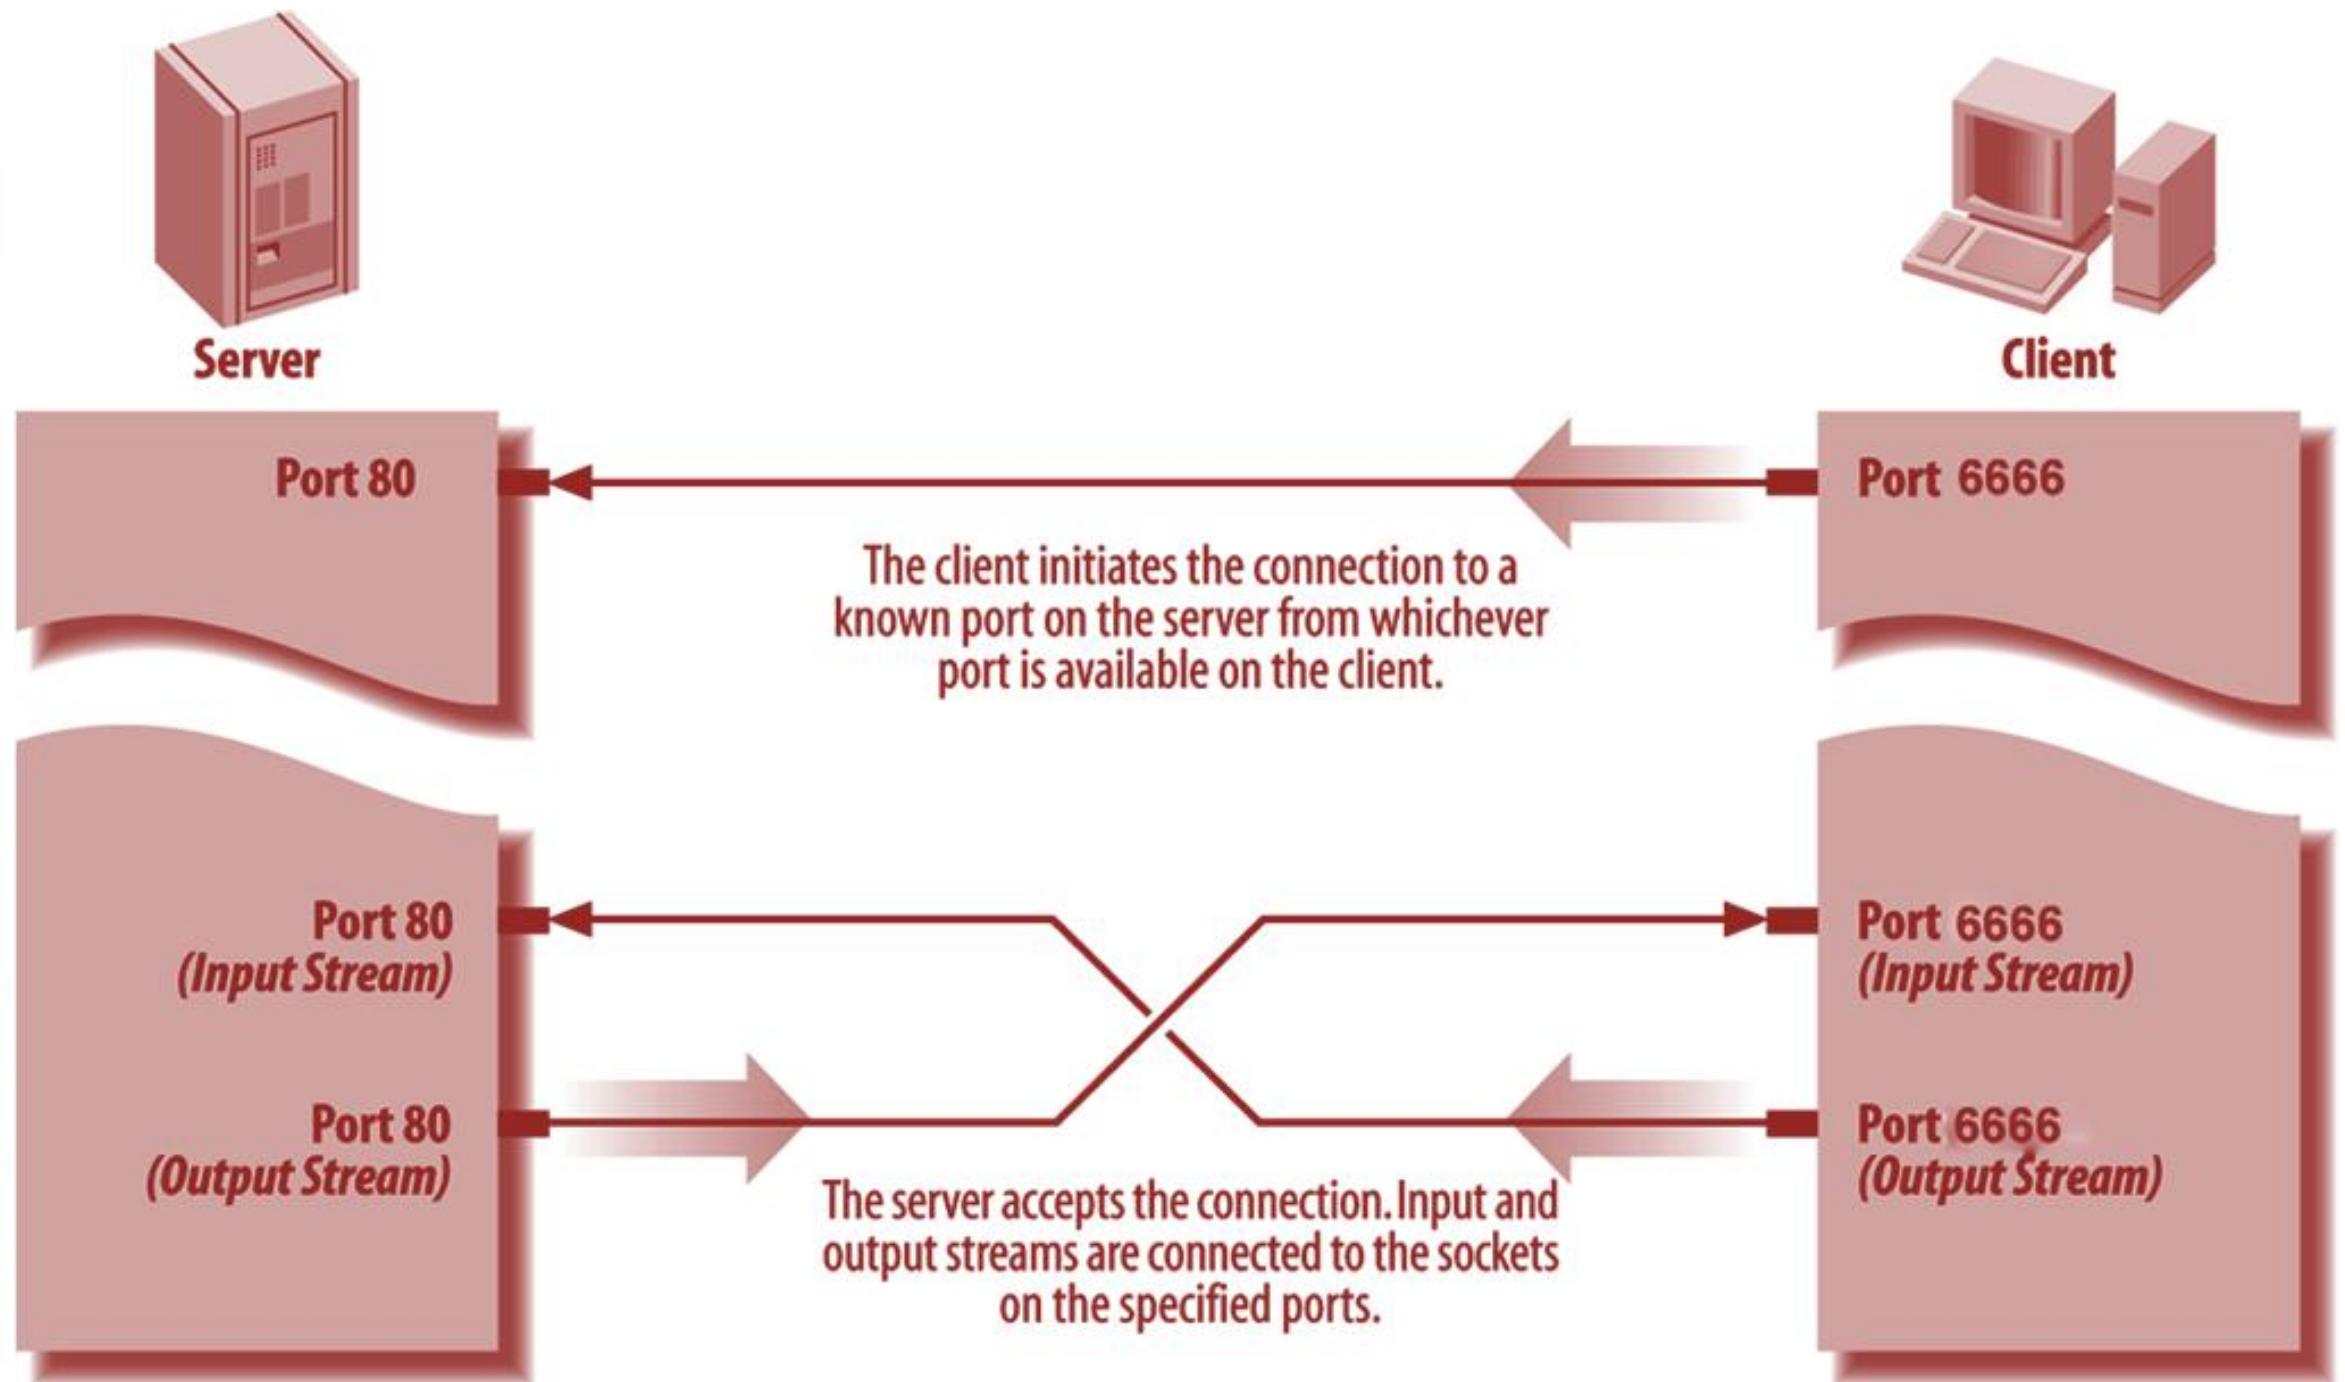 Server
Client
Port 80
Port 6666
The client initiates the connection to a
known port on the server from whichever
port is available on the client.
Port 80
(Input Stream)
Port 6666
(Input Stream)
Port 80
(Output Stream)
Port 6666
(Output Stream)
The server accepts the connection. Input and
output streams are connected to the sockets
on the specified ports.